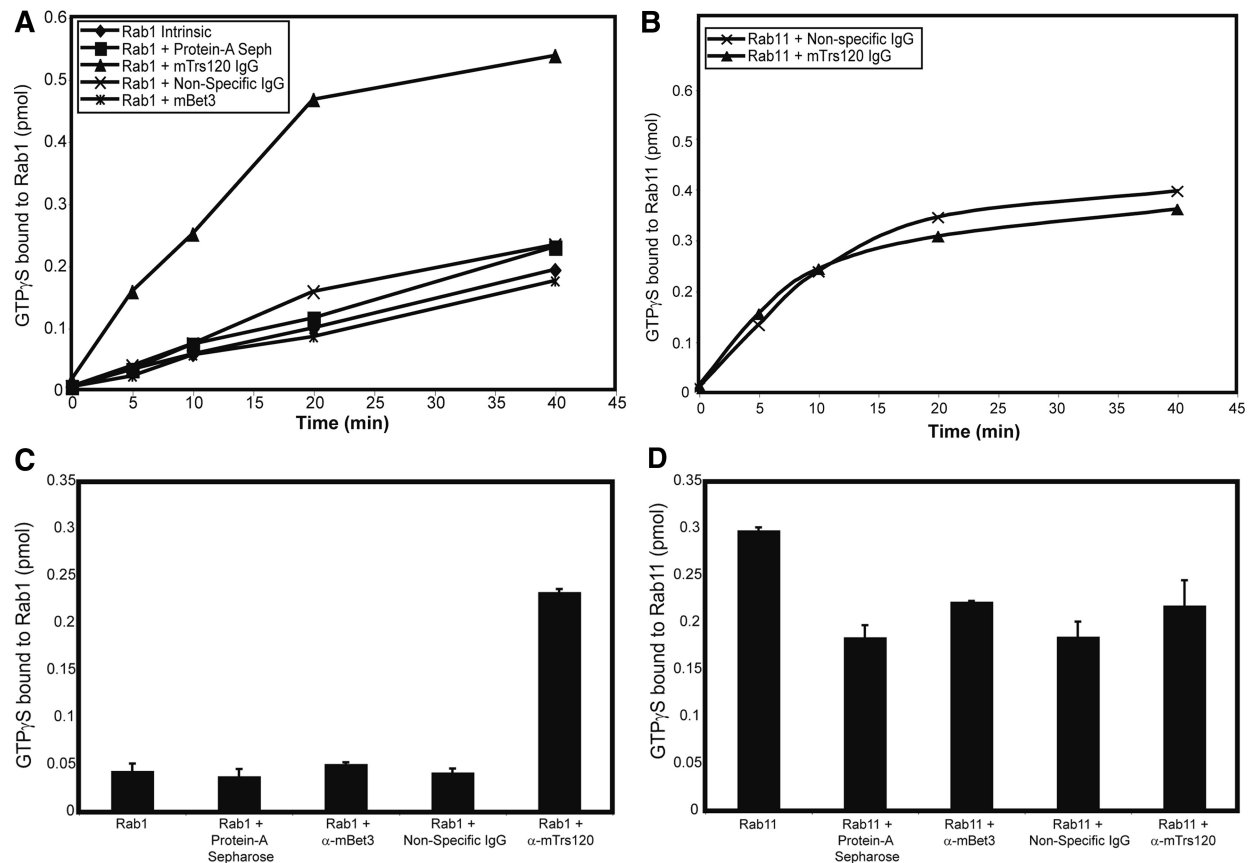 A
Rab1 Intrinsic
Rab1 + Protein-A Seph
Rab1 + mTrs120 IgG
Rab1 + Non-Specific IgG
Rab1 + mBet3
GTPγS bound to Rab1 (pmol)
0.6
0.5
0.4
0.3
0.2
0.1
0
0 5 10 15 20 25 30 35 40 45
Time (min)
B
Rab11 + Non-specific IgG
Rab11 + mTrs120 IgG
GTPγS bound to Rab11 (pmol)
0.6
0.5
0.4
0.3
0.2
0.1
0
0 5 10 15 20 25 30 35 40 45
Time (min)
C
GTPγS bound to Rab1 (pmol)
0.35
0.3
0.25
0.2
0.15
0.1
0.05
0
Rab1
Rab1 +
Protein-A
Sepharose
Rab1 +
α-mBet3
Rab1 +
Non-Specific IgG
Rab1 +
α-mTrs120
D
GTPγS bound to Rab11 (pmol)
0.35
0.3
0.25
0.2
0.15
0.1
0.05
0
Rab11
Rab11 +
Protein-A
Sepharose
Rab11 +
α-mBet3
Rab11 +
Non-Specific IgG
Rab11 +
α-mTrs120